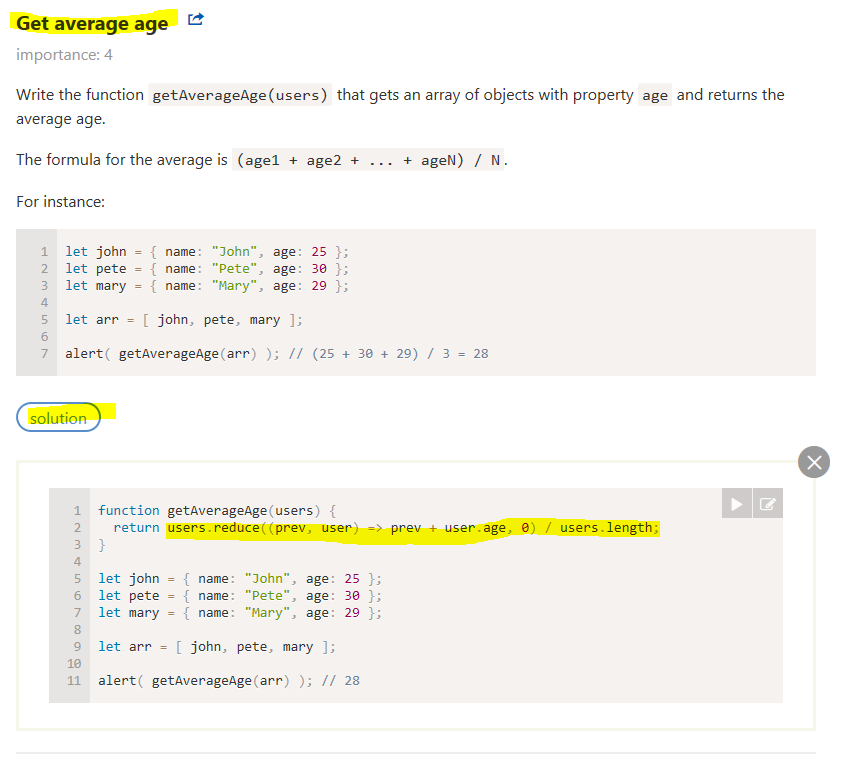 Get average age
importance: 4
Write the function getAverageAge(users) that gets an array of objects with property age and returns the
average age.
The formula for the average is (age1 + age2 + ... + ageN) / N.
For instance:
1 let john = { name: "John", age: 25 };
2 let pete = { name: "Pete", age: 30 };
3 let mary = { name: "Mary", age: 29 };
4
5 let arr = [ john, pete, mary ];
6
7 alert( getAverageAge(arr) ); // (25 + 30 + 29) / 3 = 28
solution
1 function getAverageAge(users) {
2   return users.reduce((prev, user) => prev + user.age, 0) / users.length;
3 }
4
5 let john = { name: "John", age: 25 };
6 let pete = { name: "Pete", age: 30 };
7 let mary = { name: "Mary", age: 29 };
8
9 let arr = [ john, pete, mary ];
10
11 alert( getAverageAge(arr) ); // 28